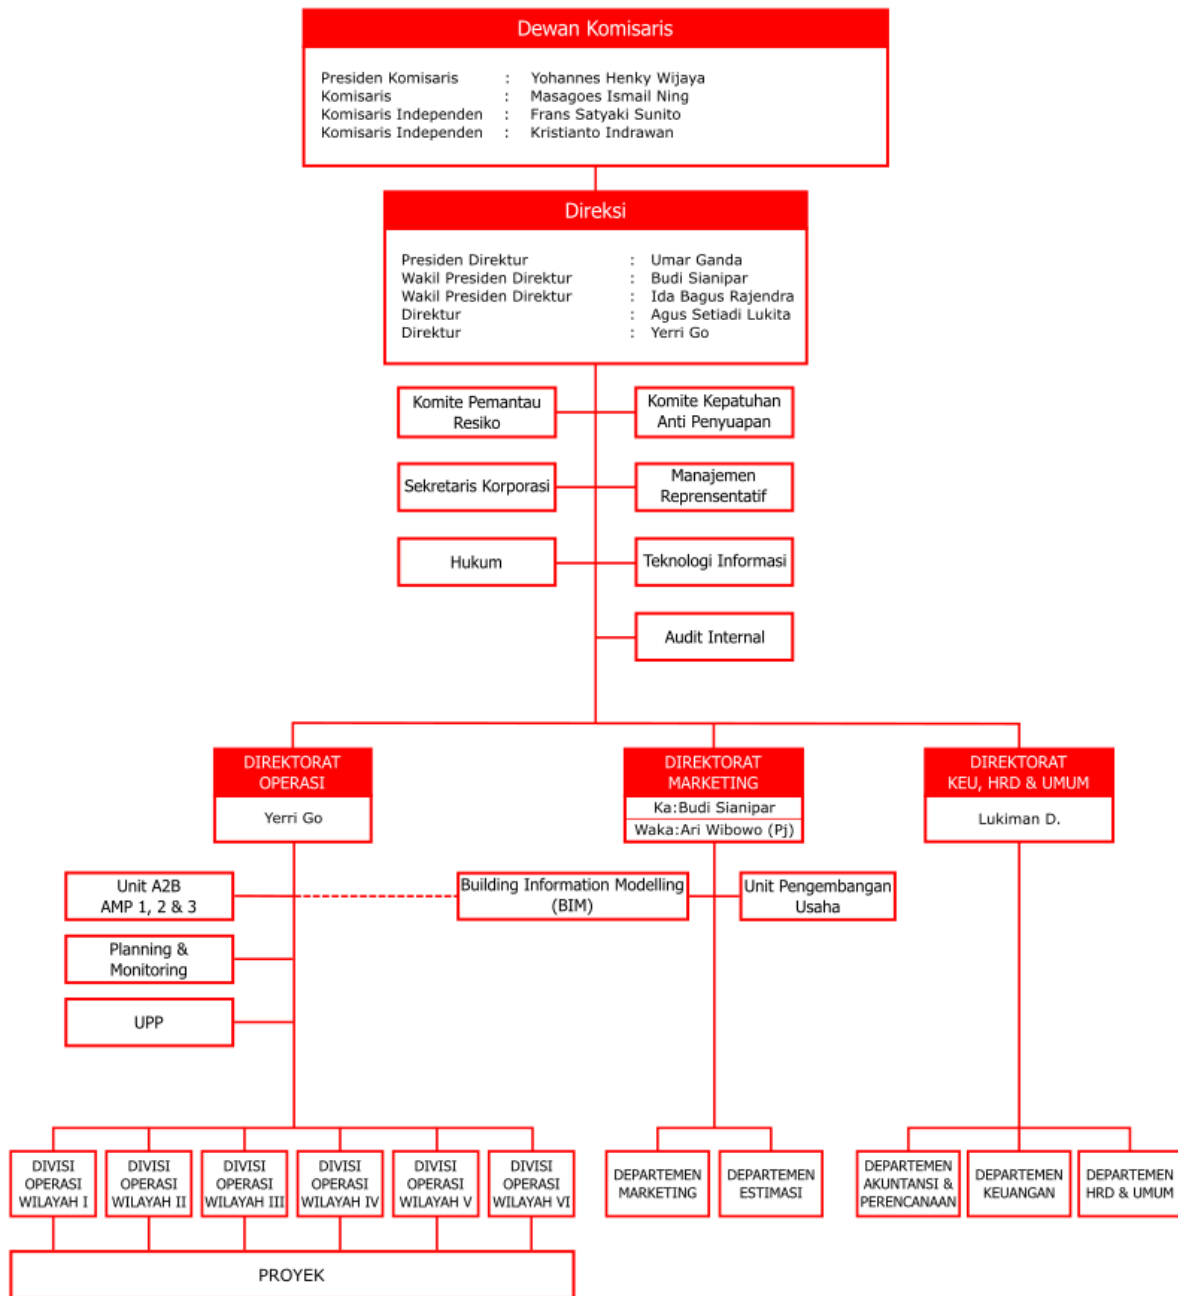 Dewan Komisaris
Presiden Komisaris : Yohannes Henky Wijaya
Komisaris : Masagoes Ismail Ning
Komisaris Independen : Frans Satyaki Sunito
Komisaris Independen : Kristianto Indrawan
Direksi
Presiden Direktur : Umar Ganda
Wakil Presiden Direktur : Budi Sianipar
Wakil Presiden Direktur : Ida Bagus Rajendra
Direktur : Agus Setiadi Lukita
Direktur : Yerri Go
Komite Pemantau
Resiko
Komite Kepatuhan
Anti Penyuapan
Sekretaris Korporasi
Manajemen
Reprensentatif
Hukum
Teknologi Informasi
Audit Internal
DIREKTORAT
OPERASI
Yerri Go
DIREKTORAT
MARKETING
Ka:Budi Sianipar
Waka:Ari Wibowo (Pj)
DIREKTORAT
KEU, HRD & UMUM
Lukiman D.
Unit A2B
AMP 1, 2 & 3
Building Information Modelling
(BIM)
Unit Pengembangan
Usaha
Planning &
Monitoring
UPP
DIVISI
OPERASI
WILAYAH I
DIVISI
OPERASI
WILAYAH II
DIVISI
OPERASI
WILAYAH III
DIVISI
OPERASI
WILAYAH IV
DIVISI
OPERASI
WILAYAH V
DIVISI
OPERASI
WILAYAH VI
DEPARTEMEN
MARKETING
DEPARTEMEN
ESTIMASI
DEPARTEMEN
AKUNTANSI &
PERENCANAAN
DEPARTEMEN
KEUANGAN
DEPARTEMEN
HRD & UMUM
PROYEK